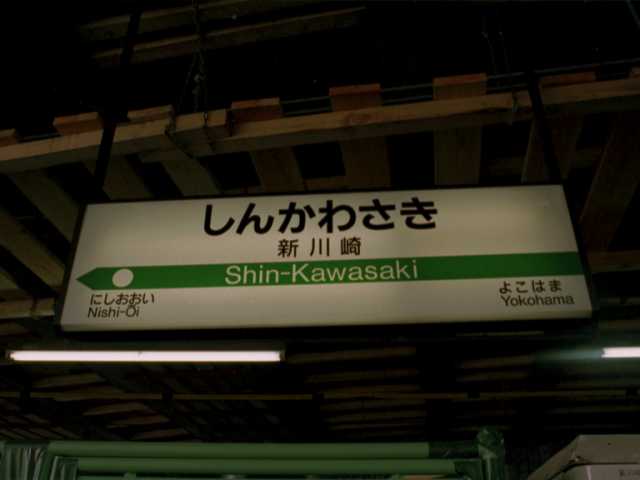 しんかわさき
新川崎
Shin-Kawasaki
にしおおい
Nishi-Ōi
よこはま
Yokohama